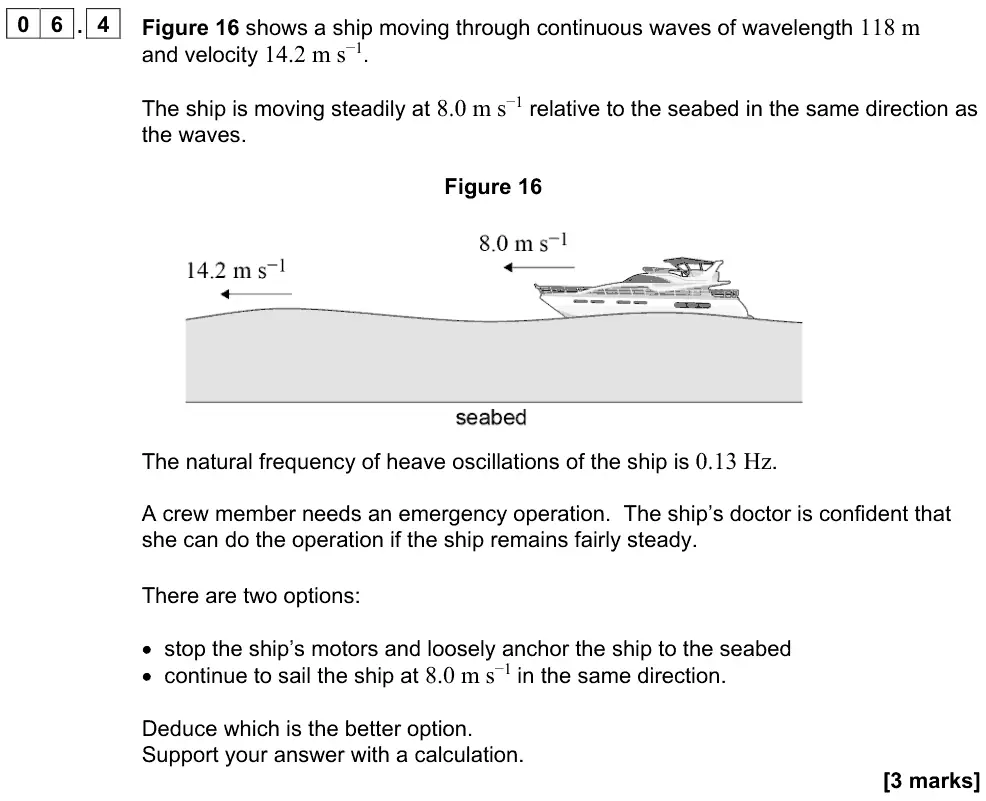 0 6 . 4 Figure 16 shows a ship moving through continuous waves of wavelength 118 m
and velocity 14.2 m s⁻¹.
The ship is moving steadily at 8.0 m s⁻¹ relative to the seabed in the same direction as
the waves.
Figure 16
8.0 m s⁻¹
14.2 m s⁻¹
seabed
The natural frequency of heave oscillations of the ship is 0.13 Hz.
A crew member needs an emergency operation. The ship's doctor is confident that
she can do the operation if the ship remains fairly steady.
There are two options:
• stop the ship's motors and loosely anchor the ship to the seabed
• continue to sail the ship at 8.0 m s⁻¹ in the same direction.
Deduce which is the better option.
Support your answer with a calculation.
[3 marks]